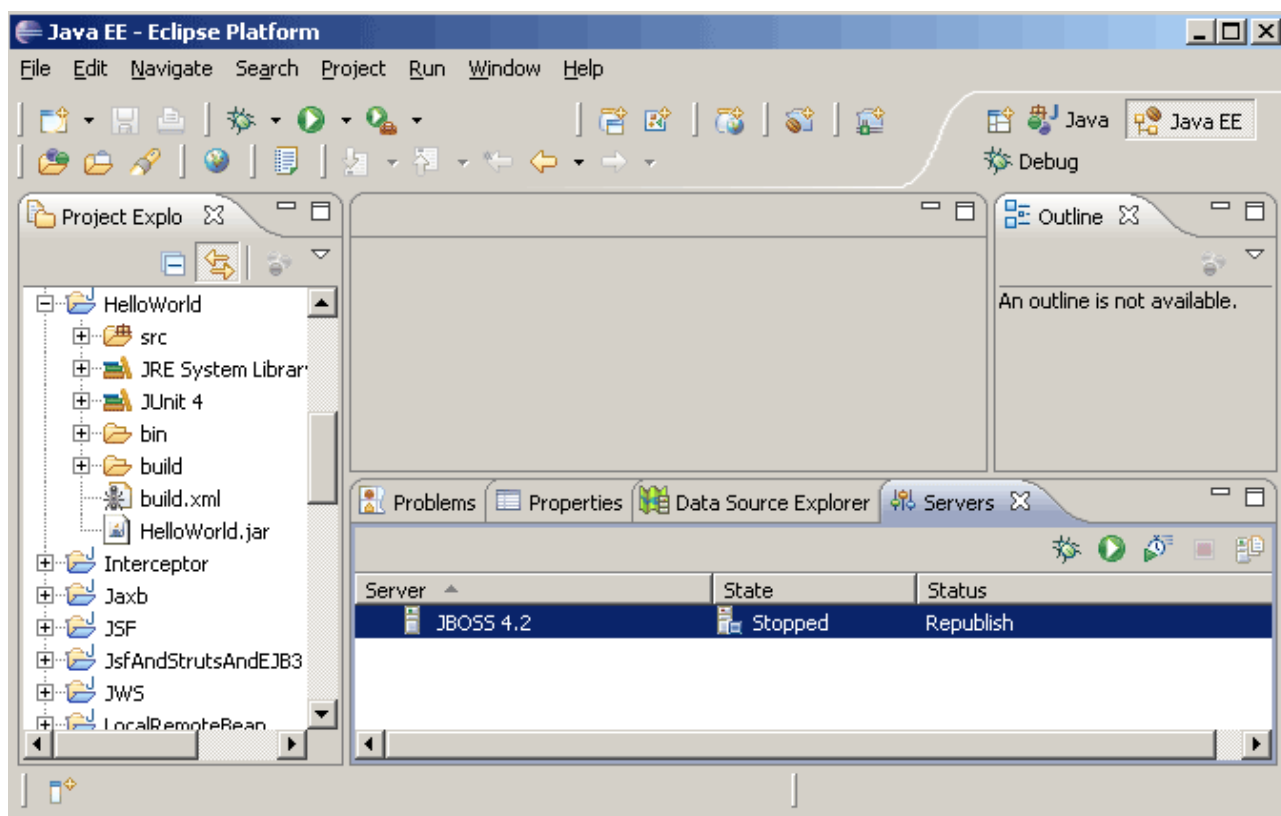 Java EE - Eclipse Platform
File Edit Navigate Search Project Run Window Help
Java Java EE
Debug
Project Explo
Outline
An outline is not available.
HelloWorld
src
JRE System Librar
JUnit 4
bin
build
build.xml
HelloWorld.jar
Interceptor
Jaxb
JSF
JsfAndStrutsAndEJB3
JWS
LocalRemoteBean
Problems Properties Data Source Explorer Servers
Server State Status
JBOSS 4.2 Stopped Republish